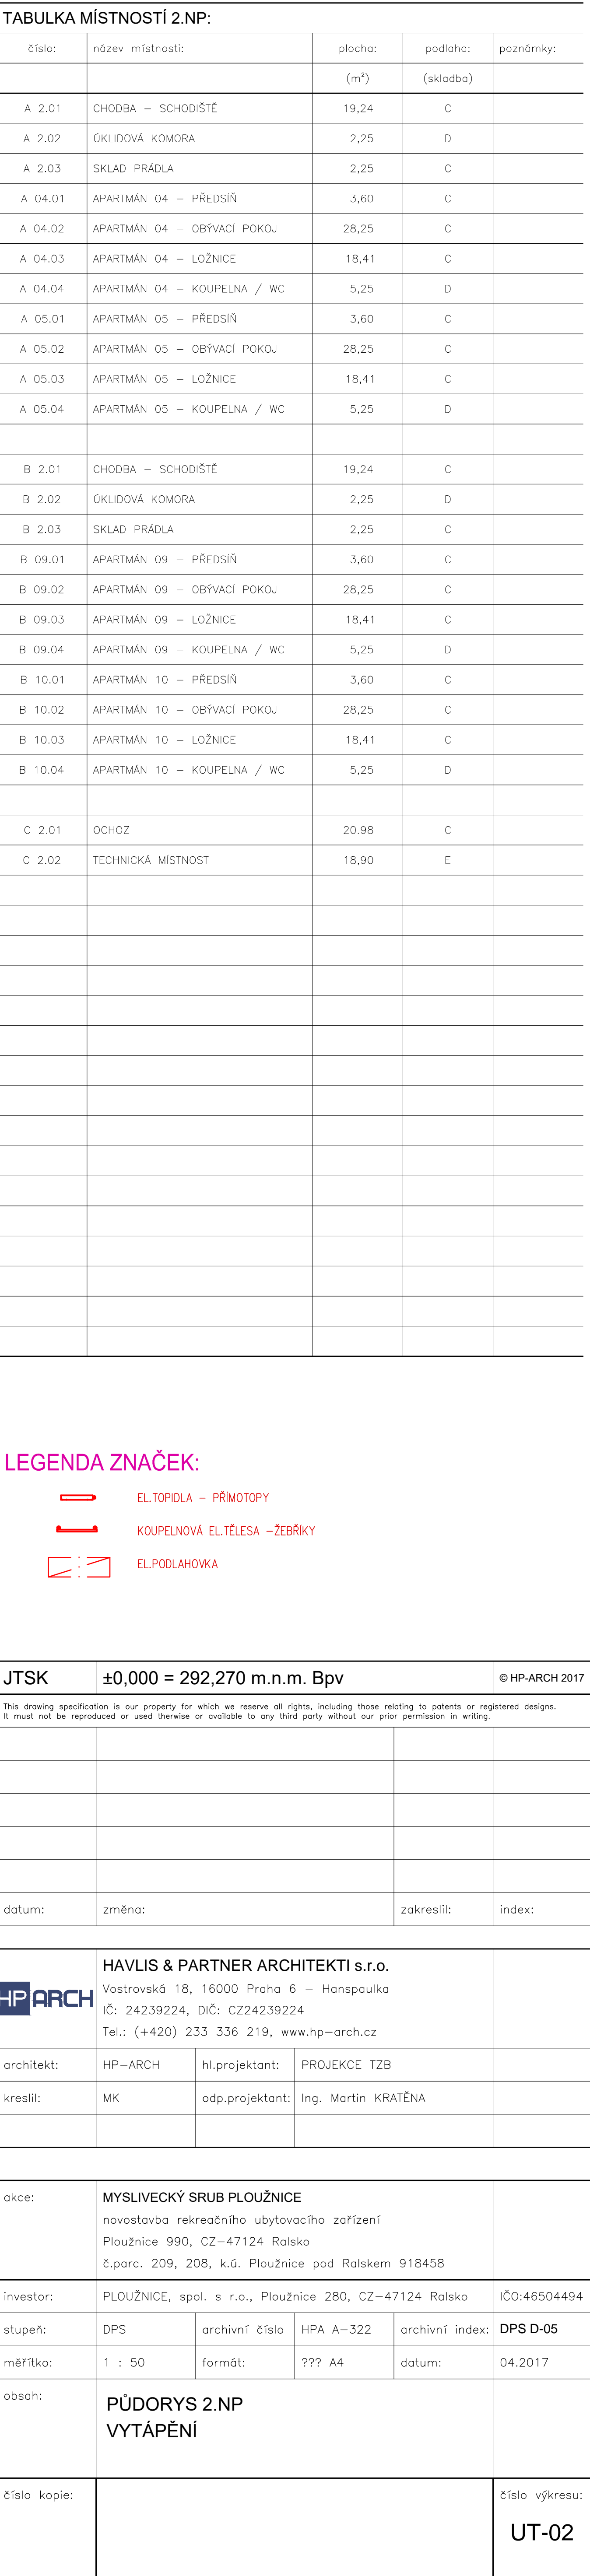 TABULKA MÍSTNOSTÍ 2.NP:
číslo: název místnosti: plocha: podlaha: poznámky:
(m²) (skladba)
A 2.01 CHODBA – SCHODIŠTĚ 19,24 C
A 2.02 ÚKLIDOVÁ KOMORA 2,25 D
A 2.03 SKLAD PRÁDLA 2,25 C
A 04.01 APARTMÁN 04 – PŘEDSÍŇ 3,60 C
A 04.02 APARTMÁN 04 – OBÝVACÍ POKOJ 28,25 C
A 04.03 APARTMÁN 04 – LOŽNICE 18,41 C
A 04.04 APARTMÁN 04 – KOUPELNA / WC 5,25 D
A 05.01 APARTMÁN 05 – PŘEDSÍŇ 3,60 C
A 05.02 APARTMÁN 05 – OBÝVACÍ POKOJ 28,25 C
A 05.03 APARTMÁN 05 – LOŽNICE 18,41 C
A 05.04 APARTMÁN 05 – KOUPELNA / WC 5,25 D
B 2.01 CHODBA – SCHODIŠTĚ 19,24 C
B 2.02 ÚKLIDOVÁ KOMORA 2,25 D
B 2.03 SKLAD PRÁDLA 2,25 C
B 09.01 APARTMÁN 09 – PŘEDSÍŇ 3,60 C
B 09.02 APARTMÁN 09 – OBÝVACÍ POKOJ 28,25 C
B 09.03 APARTMÁN 09 – LOŽNICE 18,41 C
B 09.04 APARTMÁN 09 – KOUPELNA / WC 5,25 D
B 10.01 APARTMÁN 10 – PŘEDSÍŇ 3,60 C
B 10.02 APARTMÁN 10 – OBÝVACÍ POKOJ 28,25 C
B 10.03 APARTMÁN 10 – LOŽNICE 18,41 C
B 10.04 APARTMÁN 10 – KOUPELNA / WC 5,25 D
C 2.01 OCHOZ 20.98 C
C 2.02 TECHNICKÁ MÍSTNOST 18,90 E
LEGENDA ZNAČEK:
EL.TOPIDLA – PŘÍMOTOPY
KOUPELNOVÁ EL.TĚLESA –ŽEBŘÍKY
EL.PODLAHOVKA
JTSK ±0,000 = 292,270 m.n.m. Bpv © HP-ARCH 2017
This drawing specification is our property for which we reserve all rights, including those relating to patents or registered designs.
It must not be reproduced or used therwise or available to any third party without our prior permission in writing.
datum: změna: zakreslil: index:
HP ARCH
HAVLIS & PARTNER ARCHITEKTI s.r.o.
Vostrovská 18, 16000 Praha 6 – Hanspaulka
IČ: 24239224, DIČ: CZ24239224
Tel.: (+420) 233 336 219, www.hp-arch.cz
architekt: HP–ARCH hl.projektant: PROJEKCE TZB
kreslil: MK odp.projektant: Ing. Martin KRATĚNA
akce: MYSLIVECKÝ SRUB PLOUŽNICE
novostavba rekreačního ubytovacího zařízení
Ploužnice 990, CZ–47124 Ralsko
č.parc. 209, 208, k.ú. Ploužnice pod Ralskem 918458
investor: PLOUŽNICE, spol. s r.o., Ploužnice 280, CZ–47124 Ralsko IČO:46504494
stupeň: DPS archivní číslo HPA A–322 archivní index: DPS D-05
měřítko: 1 : 50 formát: ??? A4 datum: 04.2017
obsah: PŮDORYS 2.NP
VYTÁPĚNÍ
číslo kopie: číslo výkresu:
UT-02